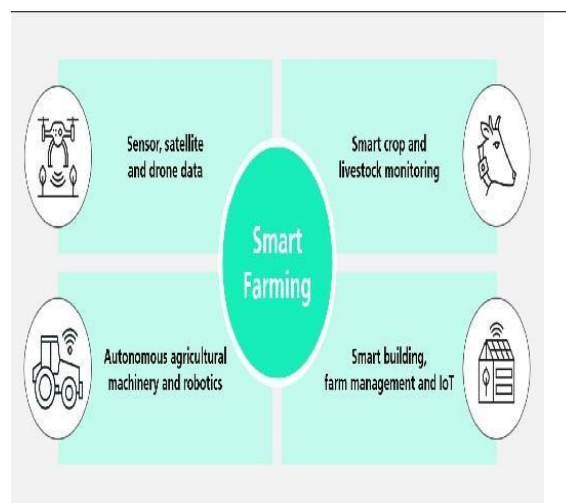 Sensor, satellite
and drone data
Smart crop and
livestock monitoring
Smart
Farming
Autonomous agricultural
machinery and robotics
Smart building,
farm management and IoT